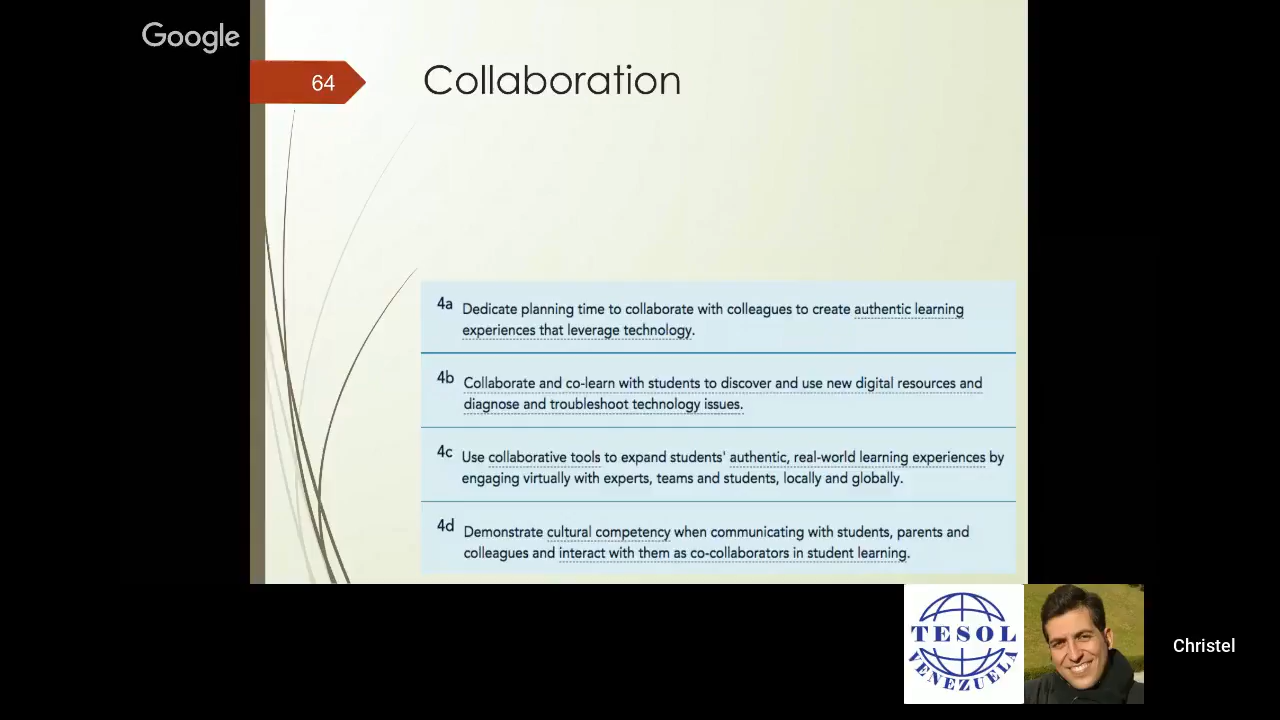 Google
64
Collaboration
4a Dedicate planning time to collaborate with colleagues to create authentic learning
experiences that leverage technology.
4b Collaborate and co-learn with students to discover and use new digital resources and
diagnose and troubleshoot technology issues.
4c Use collaborative tools to expand students' authentic, real-world learning experiences by
engaging virtually with experts, teams and students, locally and globally.
4d Demonstrate cultural competency when communicating with students, parents and
colleagues and interact with them as co-collaborators in student learning.
TESOL
VENEZUELA
Christel